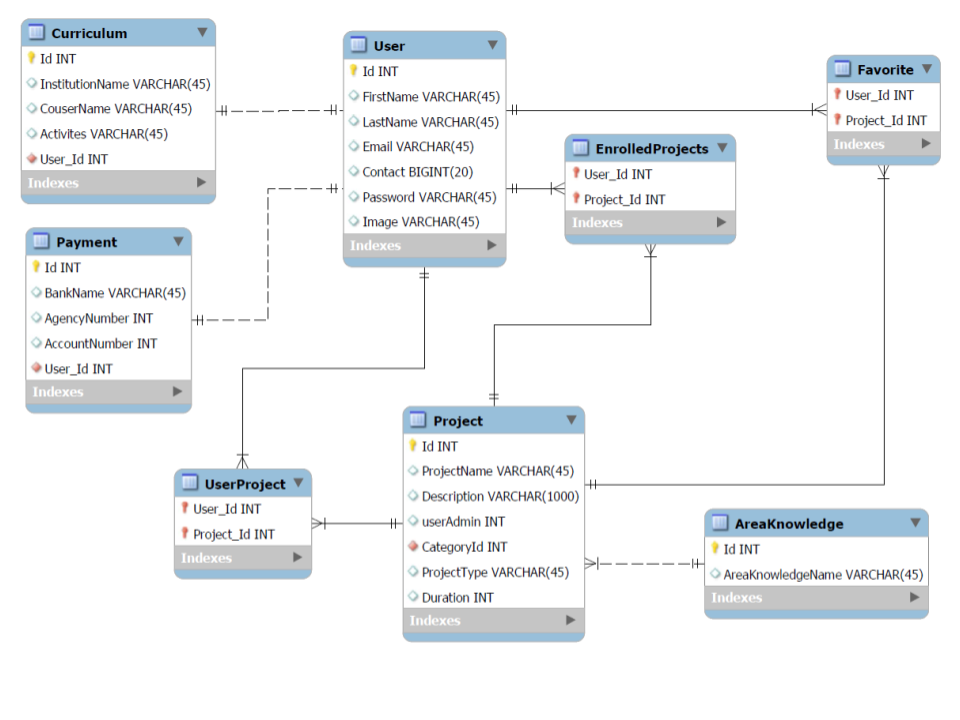 Curriculum
Id INT
InstitutionName VARCHAR(45)
CouserName VARCHAR(45)
Activites VARCHAR(45)
User_Id INT
Indexes
User
Id INT
FirstName VARCHAR(45)
LastName VARCHAR(45)
Email VARCHAR(45)
Contact BIGINT(20)
Password VARCHAR(45)
Image VARCHAR(45)
Indexes
Favorite
User_Id INT
Project_Id INT
Indexes
EnrolledProjects
User_Id INT
Project_Id INT
Indexes
Payment
Id INT
BankName VARCHAR(45)
AgencyNumber INT
AccountNumber INT
User_Id INT
Indexes
Project
Id INT
ProjectName VARCHAR(45)
Description VARCHAR(1000)
userAdmin INT
CategoryId INT
ProjectType VARCHAR(45)
Duration INT
Indexes
UserProject
User_Id INT
Project_Id INT
Indexes
AreaKnowledge
Id INT
AreaKnowledgeName VARCHAR(45)
Indexes